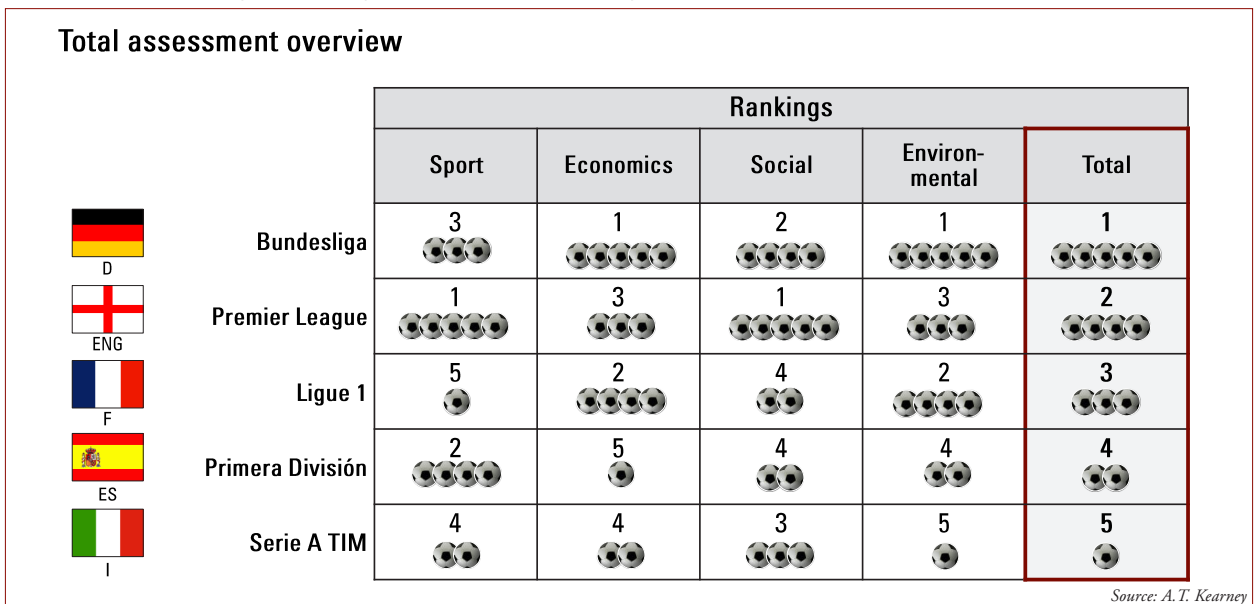 Total assessment overview
Rankings
Sport Economics Social Environ-mental Total
D Bundesliga 3 1 2 1 1
ENG Premier League 1 3 1 3 2
F Ligue 1 5 2 4 2 3
ES Primera División 2 5 4 4 4
I Serie A TIM 4 4 3 5 5
Source: A.T. Kearney